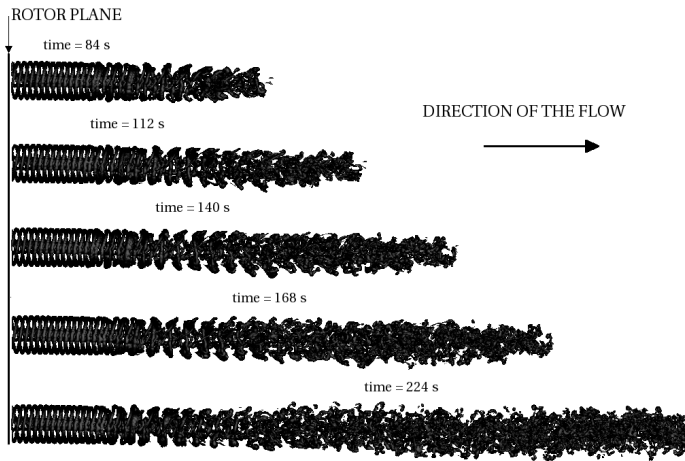 ROTOR PLANE
time = 84 s
time = 112 s
DIRECTION OF THE FLOW
time = 140 s
time = 168 s
time = 224 s